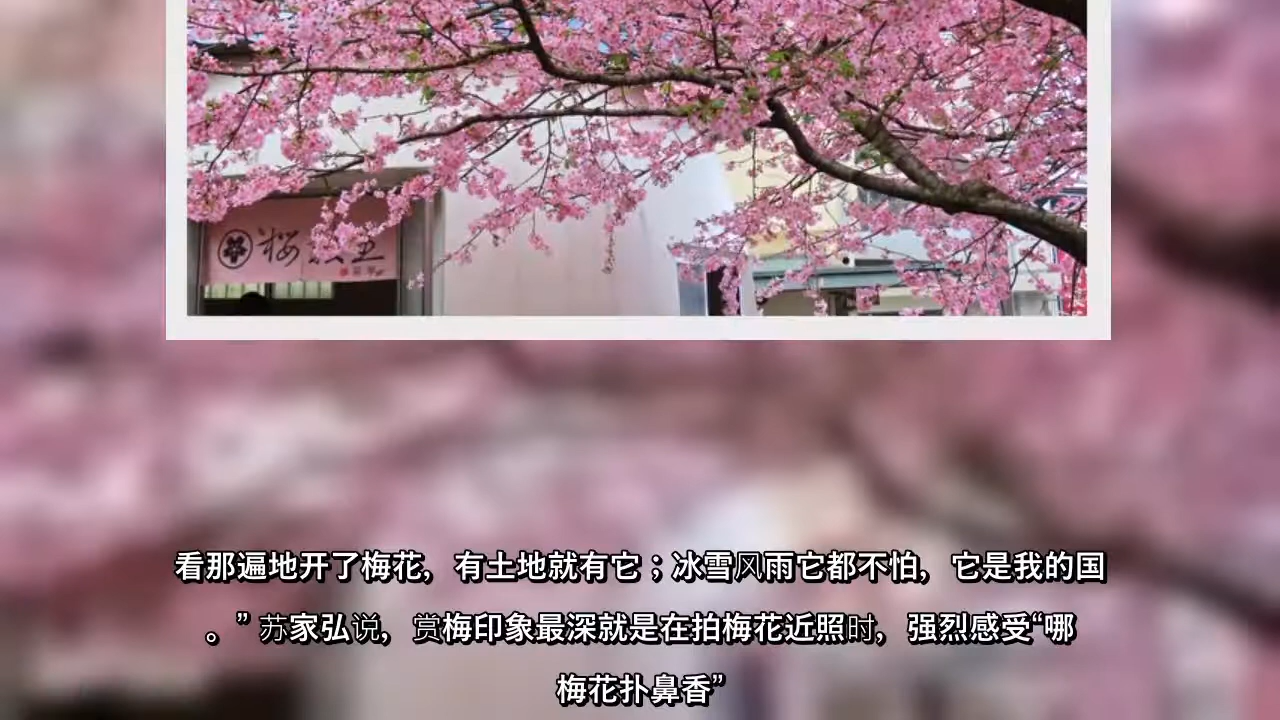 桜
看那遍地开了梅花，有土地就有它；冰雪风雨它都不怕，它是我的国
。”苏家弘说，赏梅印象最深就是在拍梅花近照时，强烈感受“哪
梅花扑鼻香”